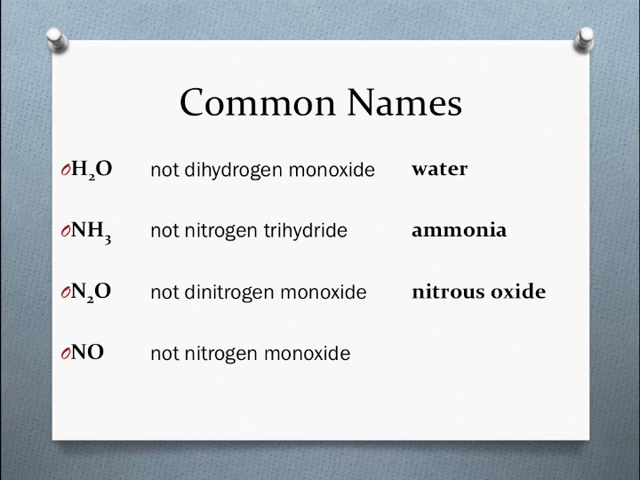 Common Names
H₂O not dihydrogen monoxide water
NH₃ not nitrogen trihydride ammonia
N₂O not dinitrogen monoxide nitrous oxide
NO not nitrogen monoxide